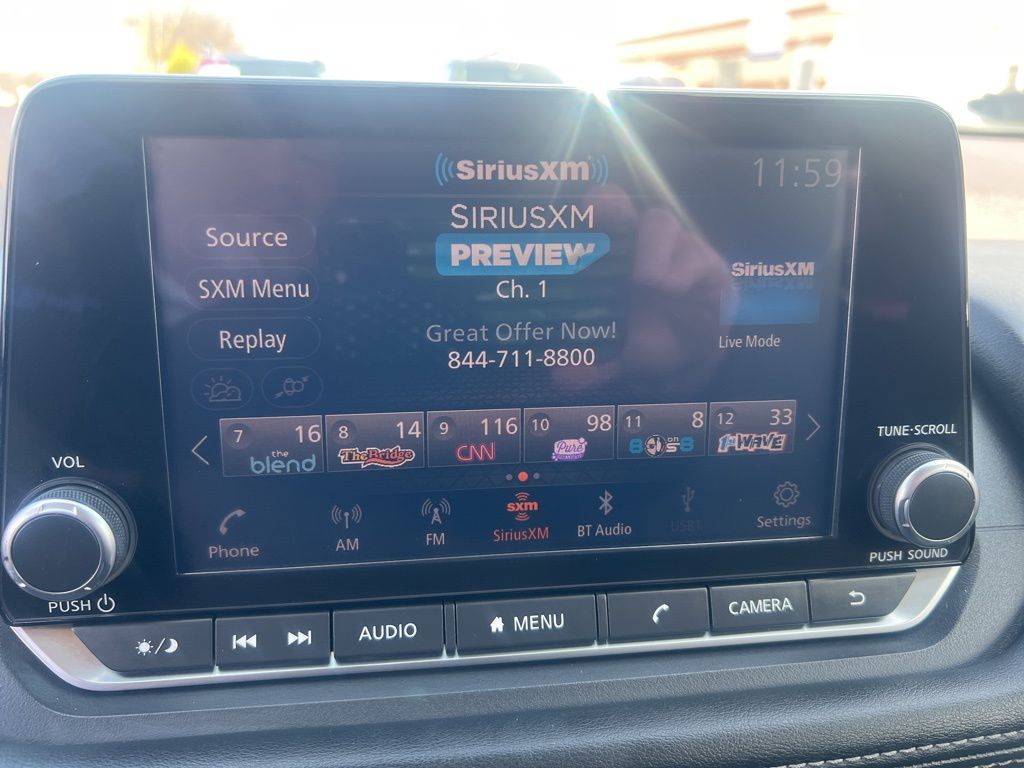 SiriusXM
11:59
SIRIUSXM
PREVIEW
Ch. 1
Great Offer Now!
844-711-8800
Source
SXM Menu
Replay
SiriusXM
Live Mode
7 16 the blend
8 14 The Bridge
9 116 CNN
10 98 Pure
11 8 80s on 8
12 33 1st WAVE
Phone
AM
FM
sxm
SiriusXM
BT Audio
USB1
Settings
VOL
PUSH
TUNE·SCROLL
PUSH SOUND
AUDIO
MENU
CAMERA